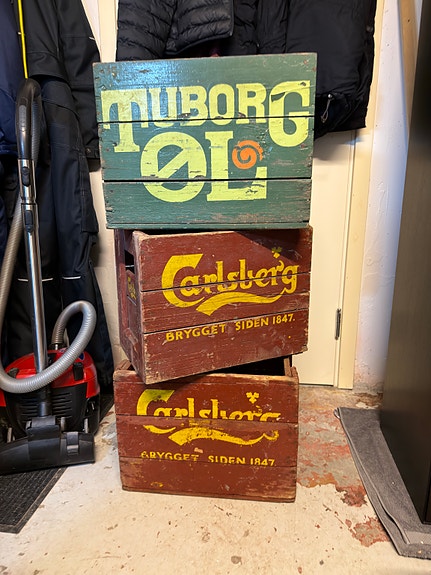 TUBORG
ØL
Carlsberg
BRYGGET SIDEN 1847.
Carlsberg
BRYGGET SIDEN 1847.